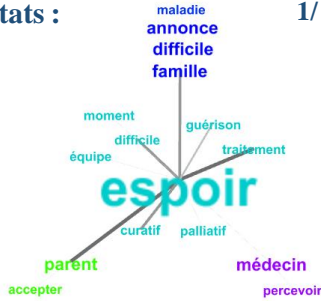 tats :
1/
maladie
annonce
difficile
famille
moment
guérison
difficile
traitement
équipe
espoir
curatif
palliatif
parent
médecin
accepter
percevoir